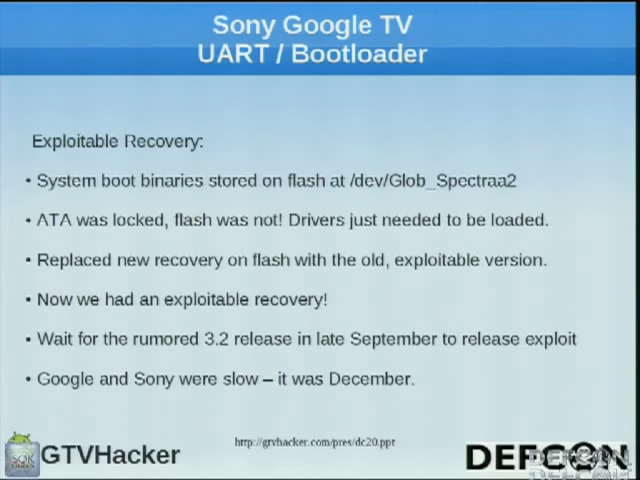 Sony Google TV
UART / Bootloader
Exploitable Recovery:
• System boot binaries stored on flash at /dev/Glob_Spectraa2
• ATA was locked, flash was not! Drivers just needed to be loaded.
• Replaced new recovery on flash with the old, exploitable version.
• Now we had an exploitable recovery!
• Wait for the rumored 3.2 release in late September to release exploit
• Google and Sony were slow – it was December.
GTVHacker
http://gtvhacker.com/pres/dc20.ppt
DEFCON
DEFCON
DEFCON